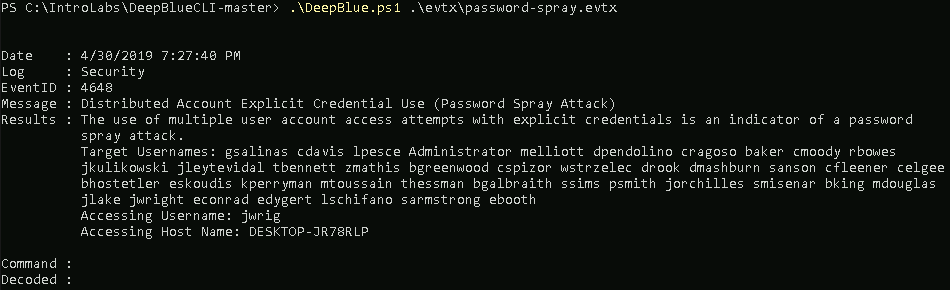 PS C:\IntroLabs\DeepBlueCLI-master> .\DeepBlue.ps1 .\evtx\password-spray.evtx
Date    : 4/30/2019 7:27:40 PM
Log     : Security
EventID : 4648
Message : Distributed Account Explicit Credential Use (Password Spray Attack)
Results : The use of multiple user account access attempts with explicit credentials is an indicator of a password
spray attack.
Target Usernames: gsalinas cdavis lpesce Administrator melliott dpendolino cragoso baker cmoody rbowes
jkulikowski jleytevidal tbennett zmathis bgreenwood cspizor wstrzelec drook dmashburn sanson cfleener celgee
bhostetler eskoudis kperryman mtoussain thessman bgalbraith ssims psmith jorchilles smisenar bking mdouglas
jlake jwright econrad edygert lschifano sarmstrong ebooth
Accessing Username: jwrig
Accessing Host Name: DESKTOP-JR78RLP
Command :
Decoded :